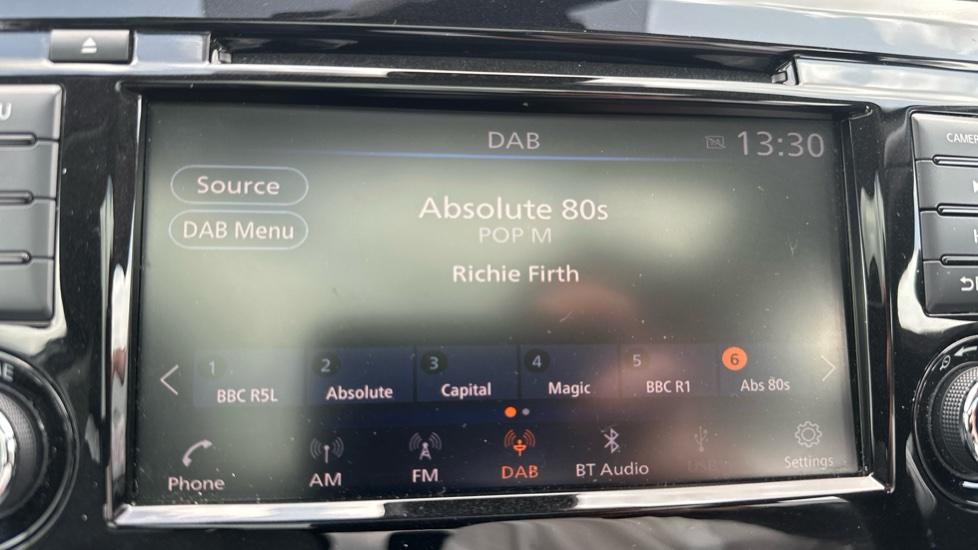 DAB
13:30
Source
Absolute 80s
DAB Menu
POP M
Richie Firth
1 2 3 4 5 6
BBC R5L Absolute Capital Magic BBC R1 Abs 80s
Phone AM FM DAB BT Audio USB Settings
CAMER